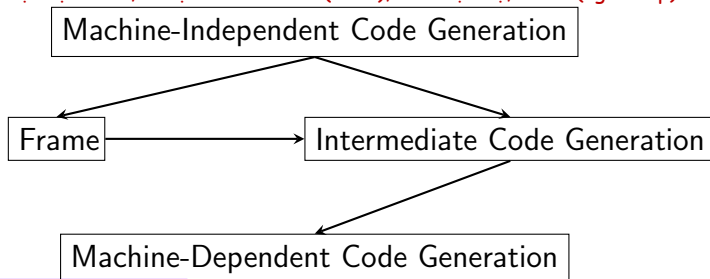 Machine-Independent Code Generation
Frame
Intermediate Code Generation
Machine-Dependent Code Generation